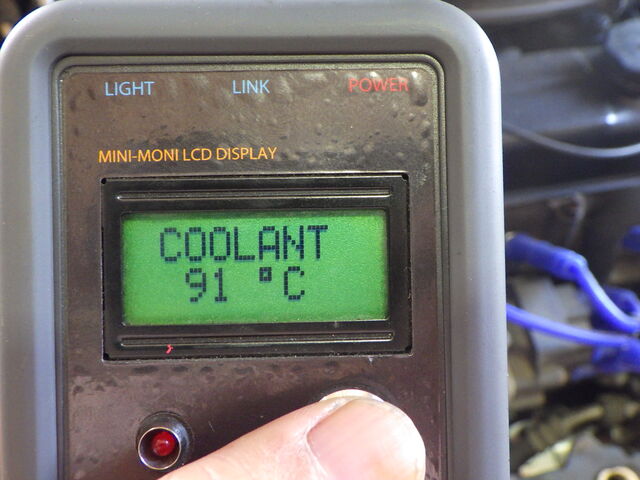 LIGHT LINK POWER
MINI-MONI LCD DISPLAY
COOLANT
91 °C